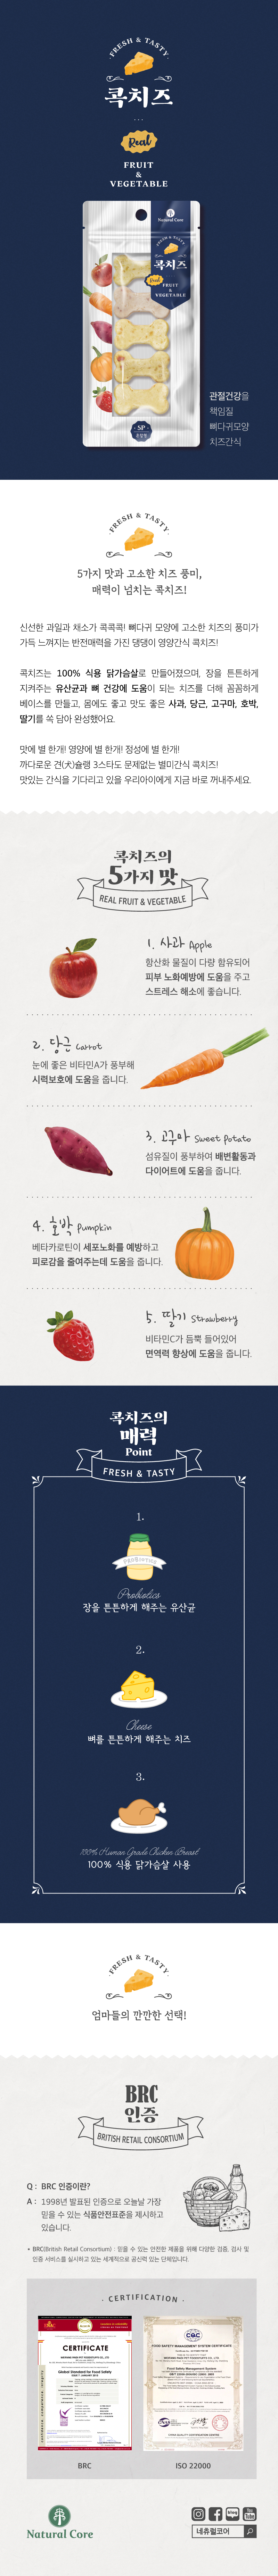 FRESH & TASTY
콕치즈
Real
FRUIT
&
VEGETABLE
Natural Core
FRESH & TASTY
콕치즈
Real
FRUIT
&
VEGETABLE
5P
관절건강을
책임질
뼈다귀모양
치즈간식
FRESH & TASTY
5가지 맛과 고소한 치즈 풍미,
매력이 넘치는 콕치즈!
신선한 과일과 채소가 콕콕콕! 뼈다귀 모양에 고소한 치즈의 풍미가
가득 느껴지는 반전매력을 가진 댕댕이 영양간식 콕치즈!
콕치즈는 100% 식용 닭가슴살로 만들어졌으며, 장을 튼튼하게
지켜주는 유산균과 뼈 건강에 도움이 되는 치즈를 더해 꼼꼼하게
베이스를 만들고, 몸에도 좋고 맛도 좋은 사과, 당근, 고구마, 호박,
딸기를 쏙 담아 완성했어요.
맛에 별 한개! 영양에 별 한개! 정성에 별 한개!
까다로운 견(犬)슐랭 3스타도 문제없는 별미간식 콕치즈!
맛있는 간식을 기다리고 있을 우리아이에게 지금 바로 꺼내주세요.
콕치즈의
5가지 맛
REAL FRUIT & VEGETABLE
1. 사과 Apple
항산화 물질이 다량 함유되어
피부 노화예방에 도움을 주고
스트레스 해소에 좋습니다.
2. 당근 Carrot
눈에 좋은 비타민A가 풍부해
시력보호에 도움을 줍니다.
3. 고구마 Sweet Potato
섬유질이 풍부하여 배변활동과
다이어트에 도움을 줍니다.
4. 호박 Pumpkin
베타카로틴이 세포노화를 예방하고
피로감을 줄여주는데 도움을 줍니다.
5. 딸기 Strawberry
비타민C가 듬뿍 들어있어
면역력 향상에 도움을 줍니다.
콕치즈의
매력
Point
FRESH & TASTY
1.
PROBIOTICS
Probiotics
장을 튼튼하게 해주는 유산균
2.
Cheese
뼈를 튼튼하게 해주는 치즈
3.
100% Human Grade Chicken Breast
100% 식용 닭가슴살 사용
FRESH & TASTY
엄마들의 깐깐한 선택!
BRC
인증
BRITISH RETAIL CONSORTIUM
Q : BRC 인증이란?
A : 1998년 발표된 인증으로 오늘날 가장
믿을 수 있는 식품안전표준을 제시하고
있습니다.
• BRC(British Retail Consortium) : 믿을 수 있는 안전한 제품을 위해 다양한 검증, 검사 및
인증 서비스를 실시하고 있는 세계적으로 공신력 있는 단체입니다.
· CERTIFICATION ·
CERTIFICATE
Global Standard for Food Safety
CQC
FOOD SAFETY MANAGEMENT SYSTEM CERTIFICATE
Food Safety Management System
BRC
ISO 22000
Natural Core
blog
You
Tube
네츄럴코어